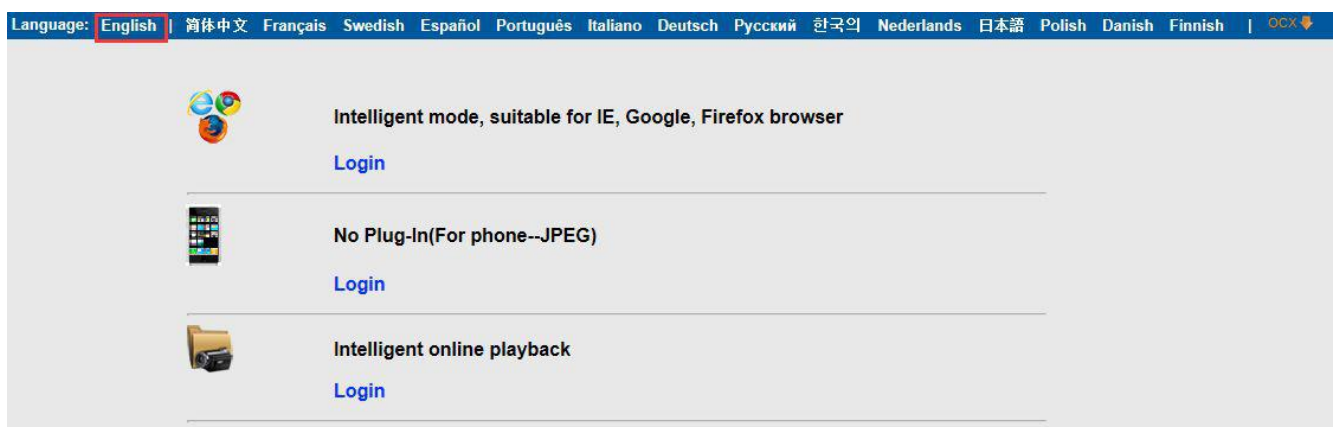 Language: English | 简体中文 Français Swedish Español Português Italiano Deutsch Русский 한국의 Nederlands 日本語 Polish Danish Finnish | OCX
Intelligent mode, suitable for IE, Google, Firefox browser
Login
No Plug-In(For phone--JPEG)
Login
Intelligent online playback
Login